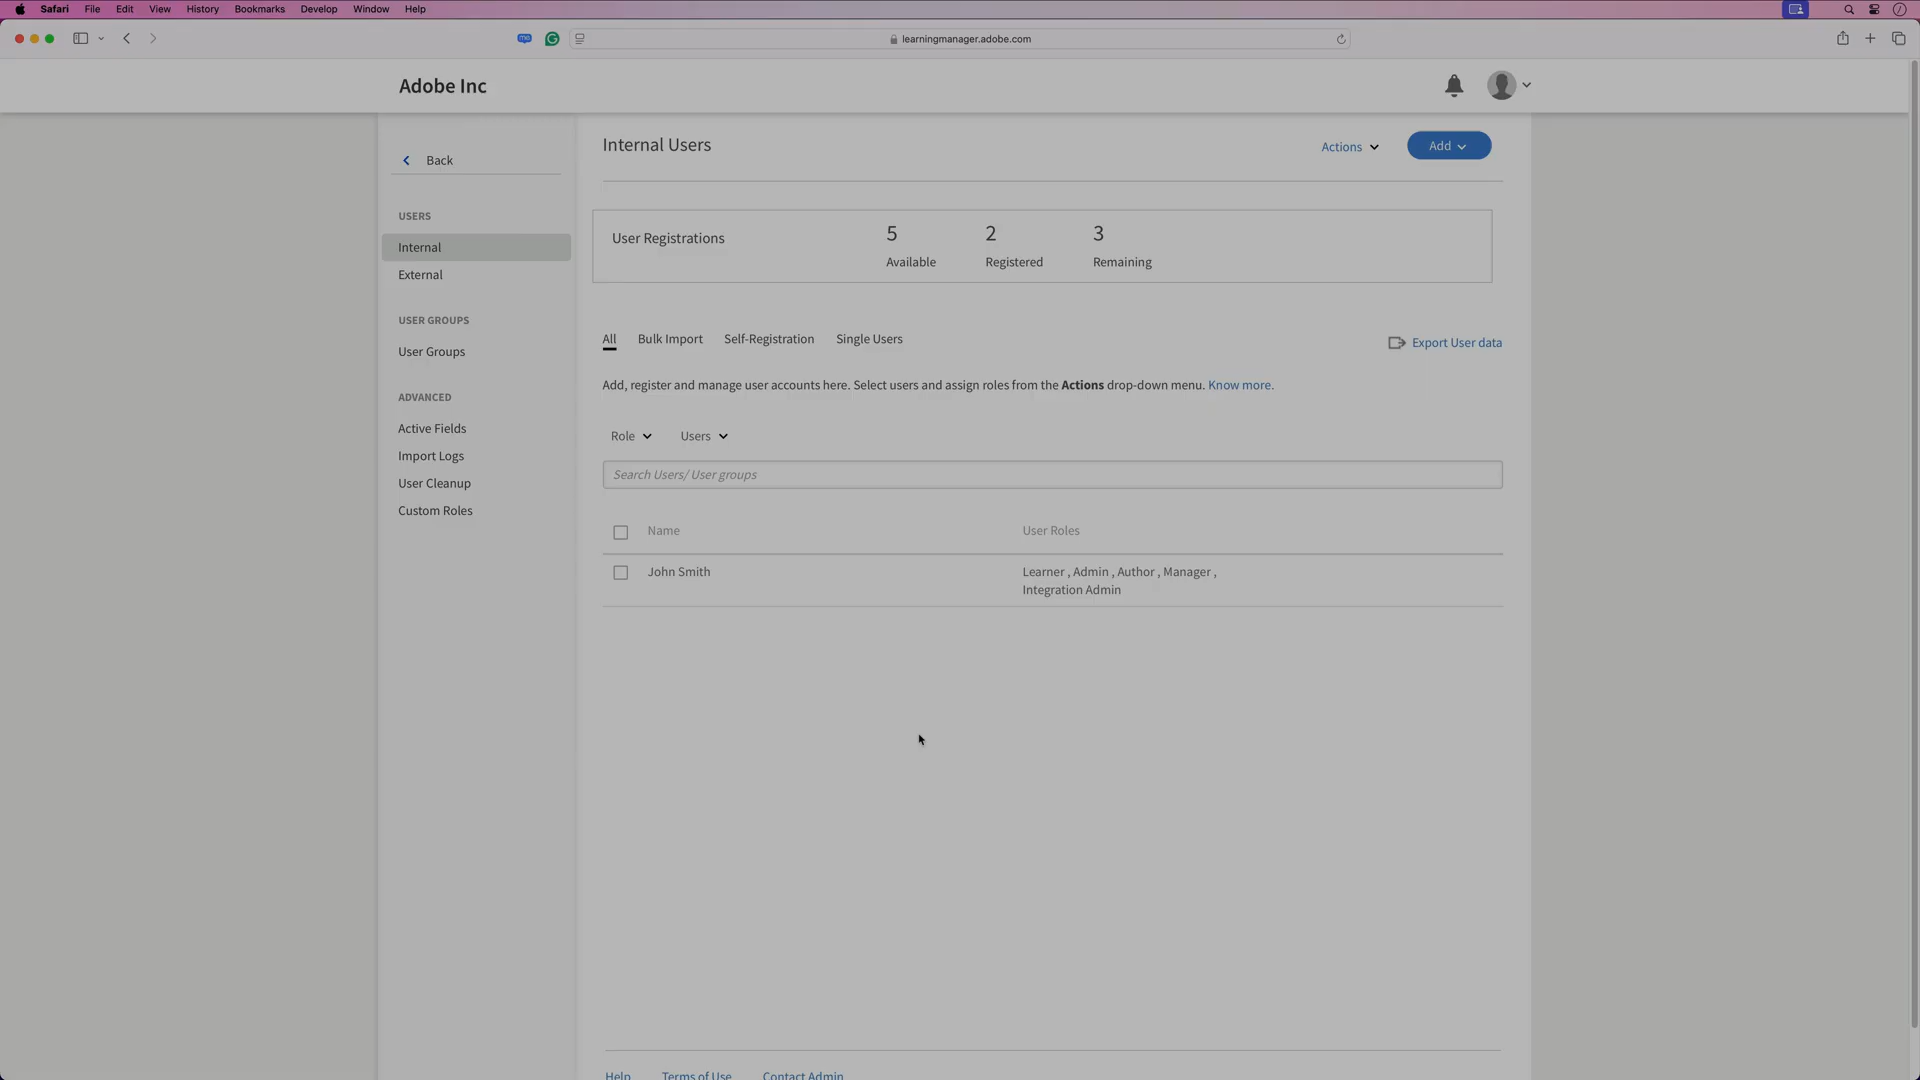 Safari File Edit View History Bookmarks Develop Window Help
learningmanager.adobe.com
Adobe Inc
Back
USERS
Internal
External
USER GROUPS
User Groups
ADVANCED
Active Fields
Import Logs
User Cleanup
Custom Roles
Internal Users
Actions
Add
User Registrations
5 2 3
Available Registered Remaining
All Bulk Import Self-Registration Single Users
Export User data
Add, register and manage user accounts here. Select users and assign roles from the Actions drop-down menu. Know more.
Role Users
Search Users/ User groups
Name User Roles
John Smith Learner , Admin , Author , Manager ,
Integration Admin
Help Terms of Use Contact Admin